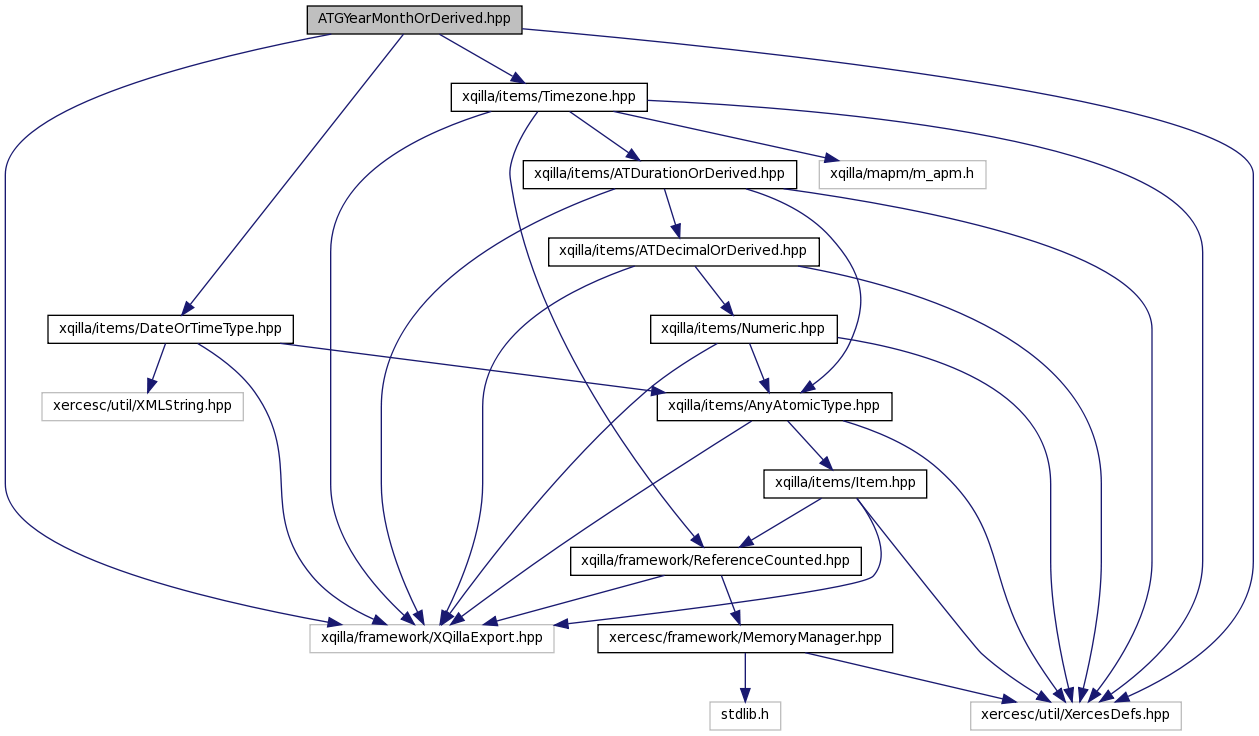 ATGYearMonthOrDerived.hpp
xqilla/items/Timezone.hpp
xqilla/items/ATDurationOrDerived.hpp
xqilla/mapm/m_apm.h
xqilla/items/ATDecimalOrDerived.hpp
xqilla/items/DateOrTimeType.hpp
xqilla/items/Numeric.hpp
xercesc/util/XMLString.hpp
xqilla/items/AnyAtomicType.hpp
xqilla/items/Item.hpp
xqilla/framework/ReferenceCounted.hpp
xqilla/framework/XQillaExport.hpp
xercesc/framework/MemoryManager.hpp
stdlib.h
xercesc/util/XercesDefs.hpp